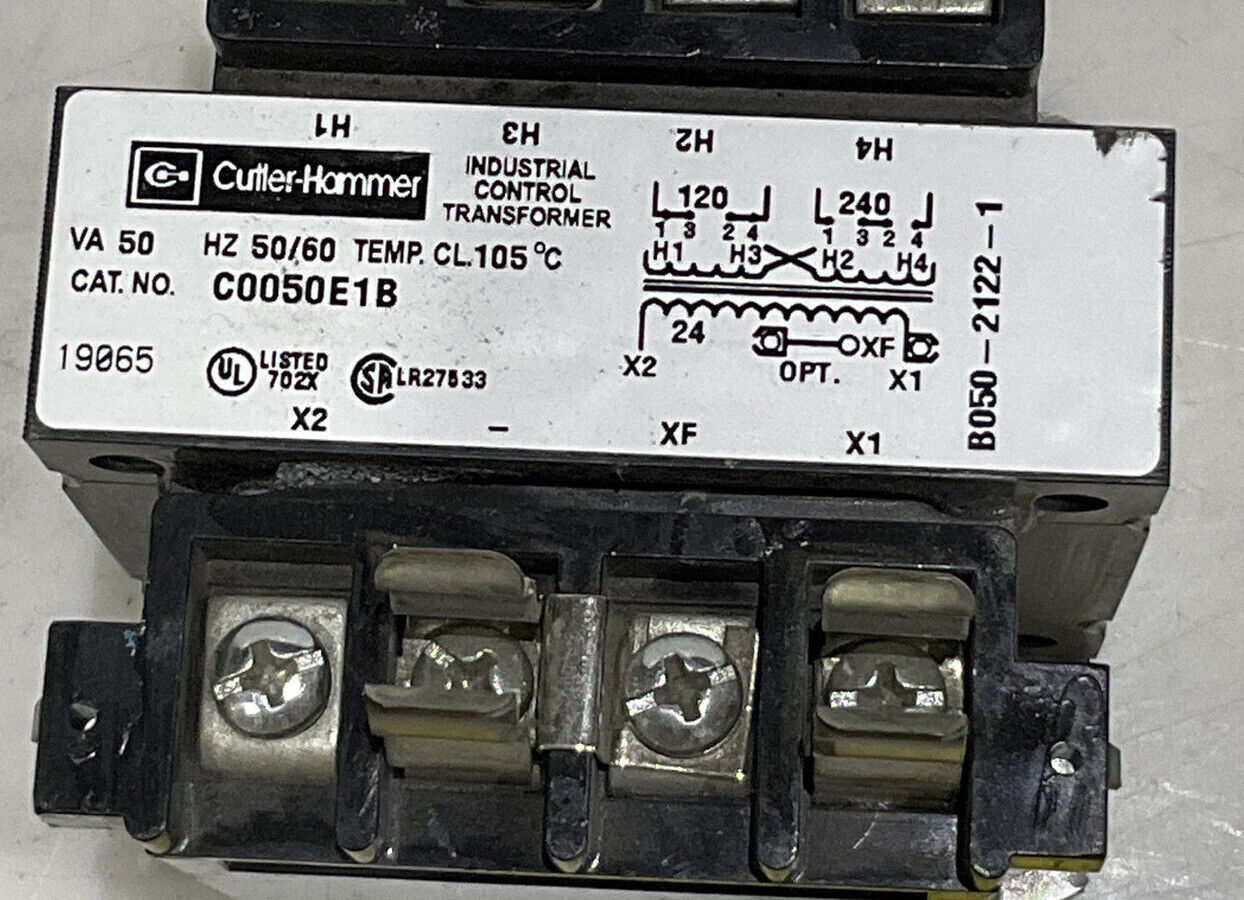 H1 H3 H2 H4
Cutler-Hammer
INDUSTRIAL
CONTROL
TRANSFORMER
VA 50 HZ 50/60 TEMP. CL.105 °C
CAT. NO. C0050E1B
19065
UL LISTED
702X
SA LR27533
120 240
1 3 2 4 1 3 2 4
H1 H3 H2 H4
24 XF
X2 OPT. X1
B050-2122-1
X2 - XF X1